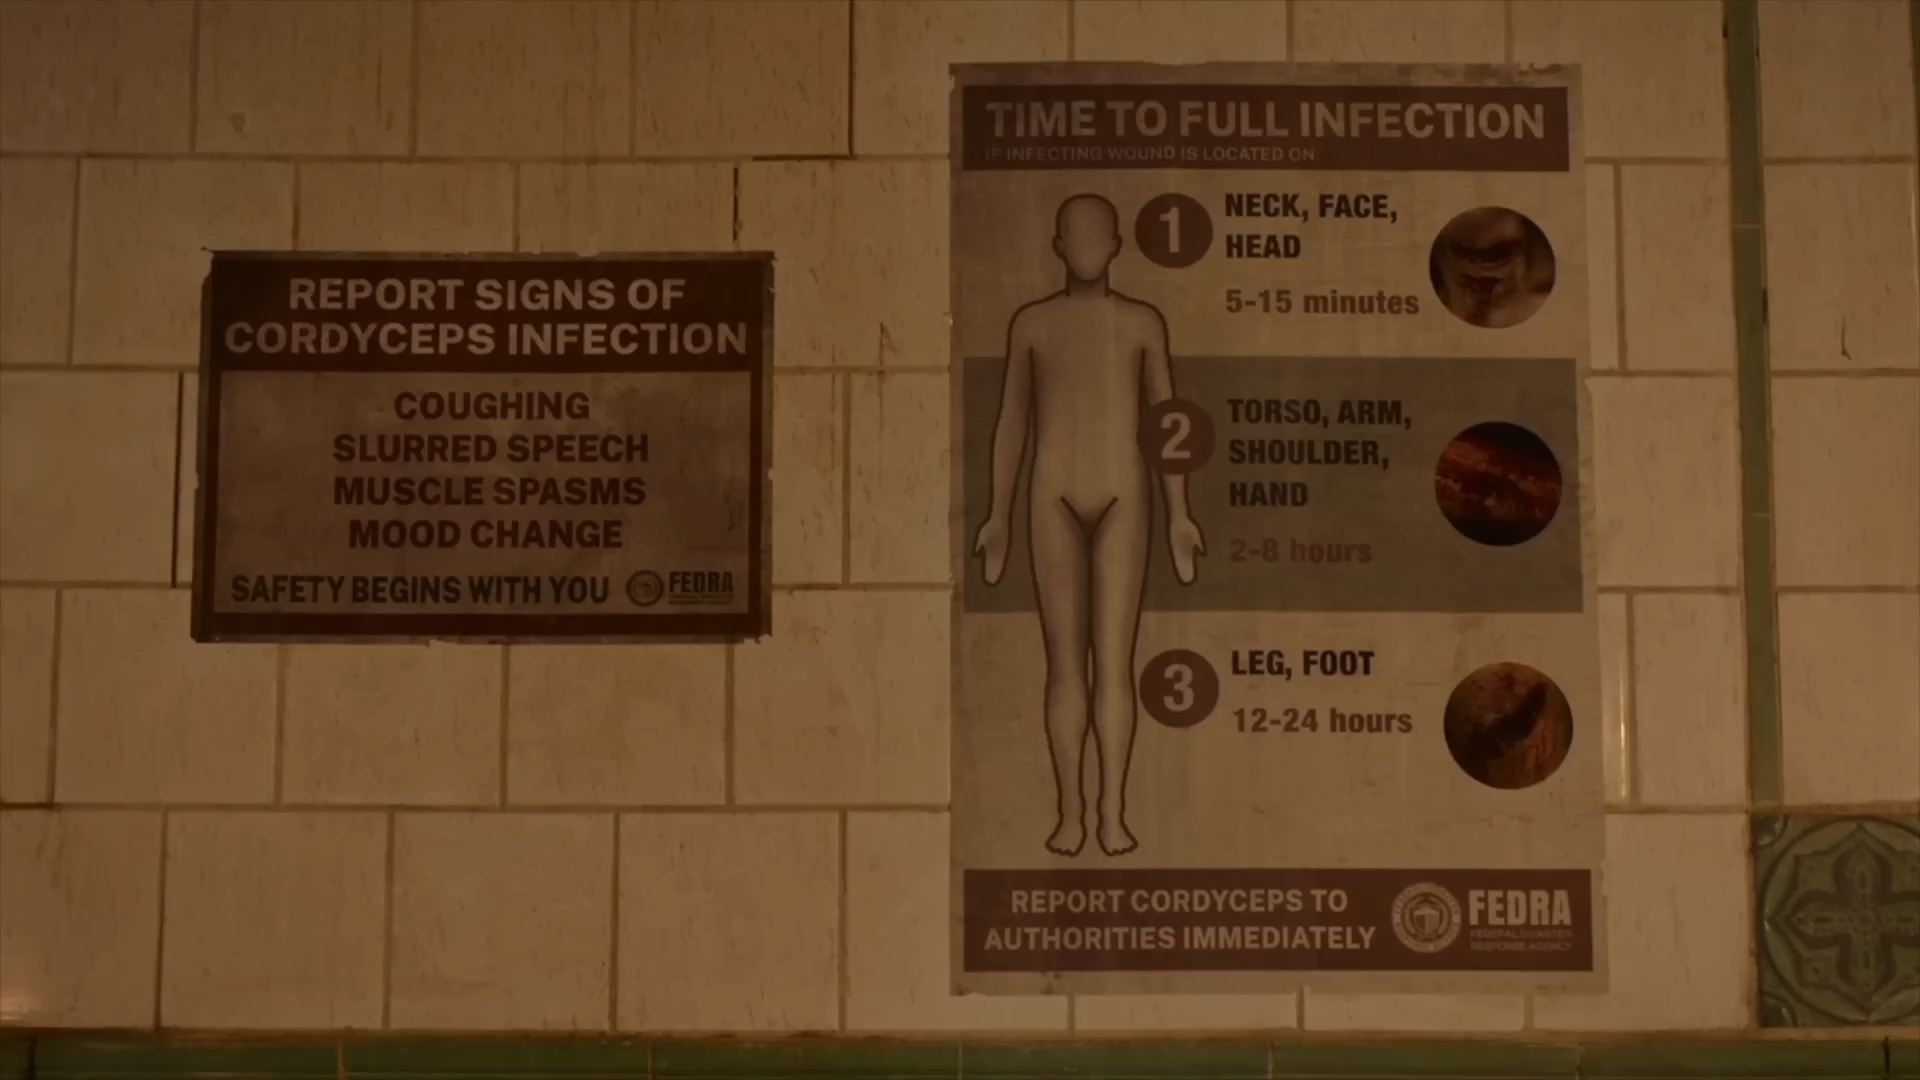 REPORT SIGNS OF
CORDYCEPS INFECTION
COUGHING
SLURRED SPEECH
MUSCLE SPASMS
MOOD CHANGE
SAFETY BEGINS WITH YOU
FEDRA
TIME TO FULL INFECTION
IF INFECTING WOUND IS LOCATED ON:
1
NECK, FACE,
HEAD
5-15 minutes
2
TORSO, ARM,
SHOULDER,
HAND
2-8 hours
3
LEG, FOOT
12-24 hours
REPORT CORDYCEPS TO
AUTHORITIES IMMEDIATELY
FEDRA
FEDERAL DISASTER
RESPONSE AGENCY